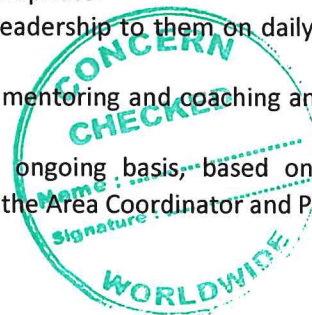 eadership to them on daily
mentoring and coaching an
ongoing basis, based on
the Area Coordinator and P
CONCERN
CHECKED
Name :
Signature :
WORLDWIDE